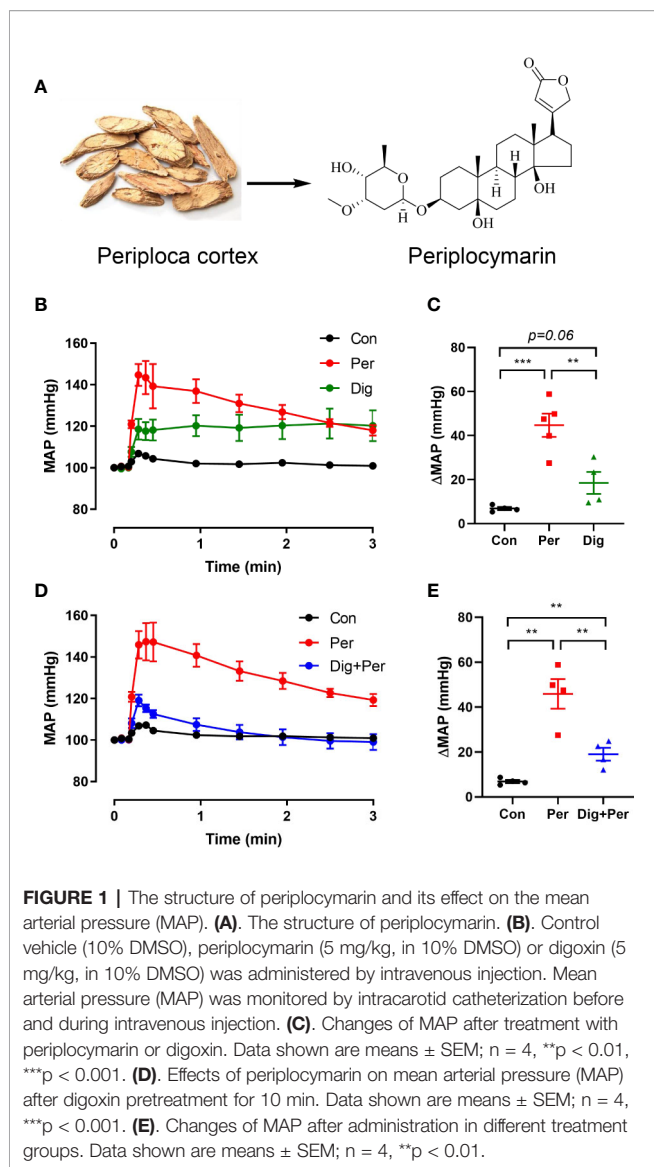 A
O
O
H
HO
O
H
H
O
H
O
OH
OH
Periploca cortex
Periplocymarin
B
160
140
120
100
80
MAP (mmHg)
0
1
2
3
Time (min)
Con
Per
Dig
C
p=0.06
***
**
80
60
40
20
0
ΔMAP (mmHg)
Con Per Dig
D
160
140
120
100
80
MAP (mmHg)
0
1
2
3
Time (min)
Con
Per
Dig+Per
E
**
**
**
80
60
40
20
0
ΔMAP (mmHg)
Con Per Dig+Per
FIGURE 1 | The structure of periplocymarin and its effect on the mean
arterial pressure (MAP). (A). The structure of periplocymarin. (B). Control
vehicle (10% DMSO), periplocymarin (5 mg/kg, in 10% DMSO) or digoxin (5
mg/kg, in 10% DMSO) was administered by intravenous injection. Mean
arterial pressure (MAP) was monitored by intracarotid catheterization before
and during intravenous injection. (C). Changes of MAP after treatment with
periplocymarin or digoxin. Data shown are means ± SEM; n = 4, **p < 0.01,
***p < 0.001. (D). Effects of periplocymarin on mean arterial pressure (MAP)
after digoxin pretreatment for 10 min. Data shown are means ± SEM; n = 4,
***p < 0.001. (E). Changes of MAP after administration in different treatment
groups. Data shown are means ± SEM; n = 4, **p < 0.01.